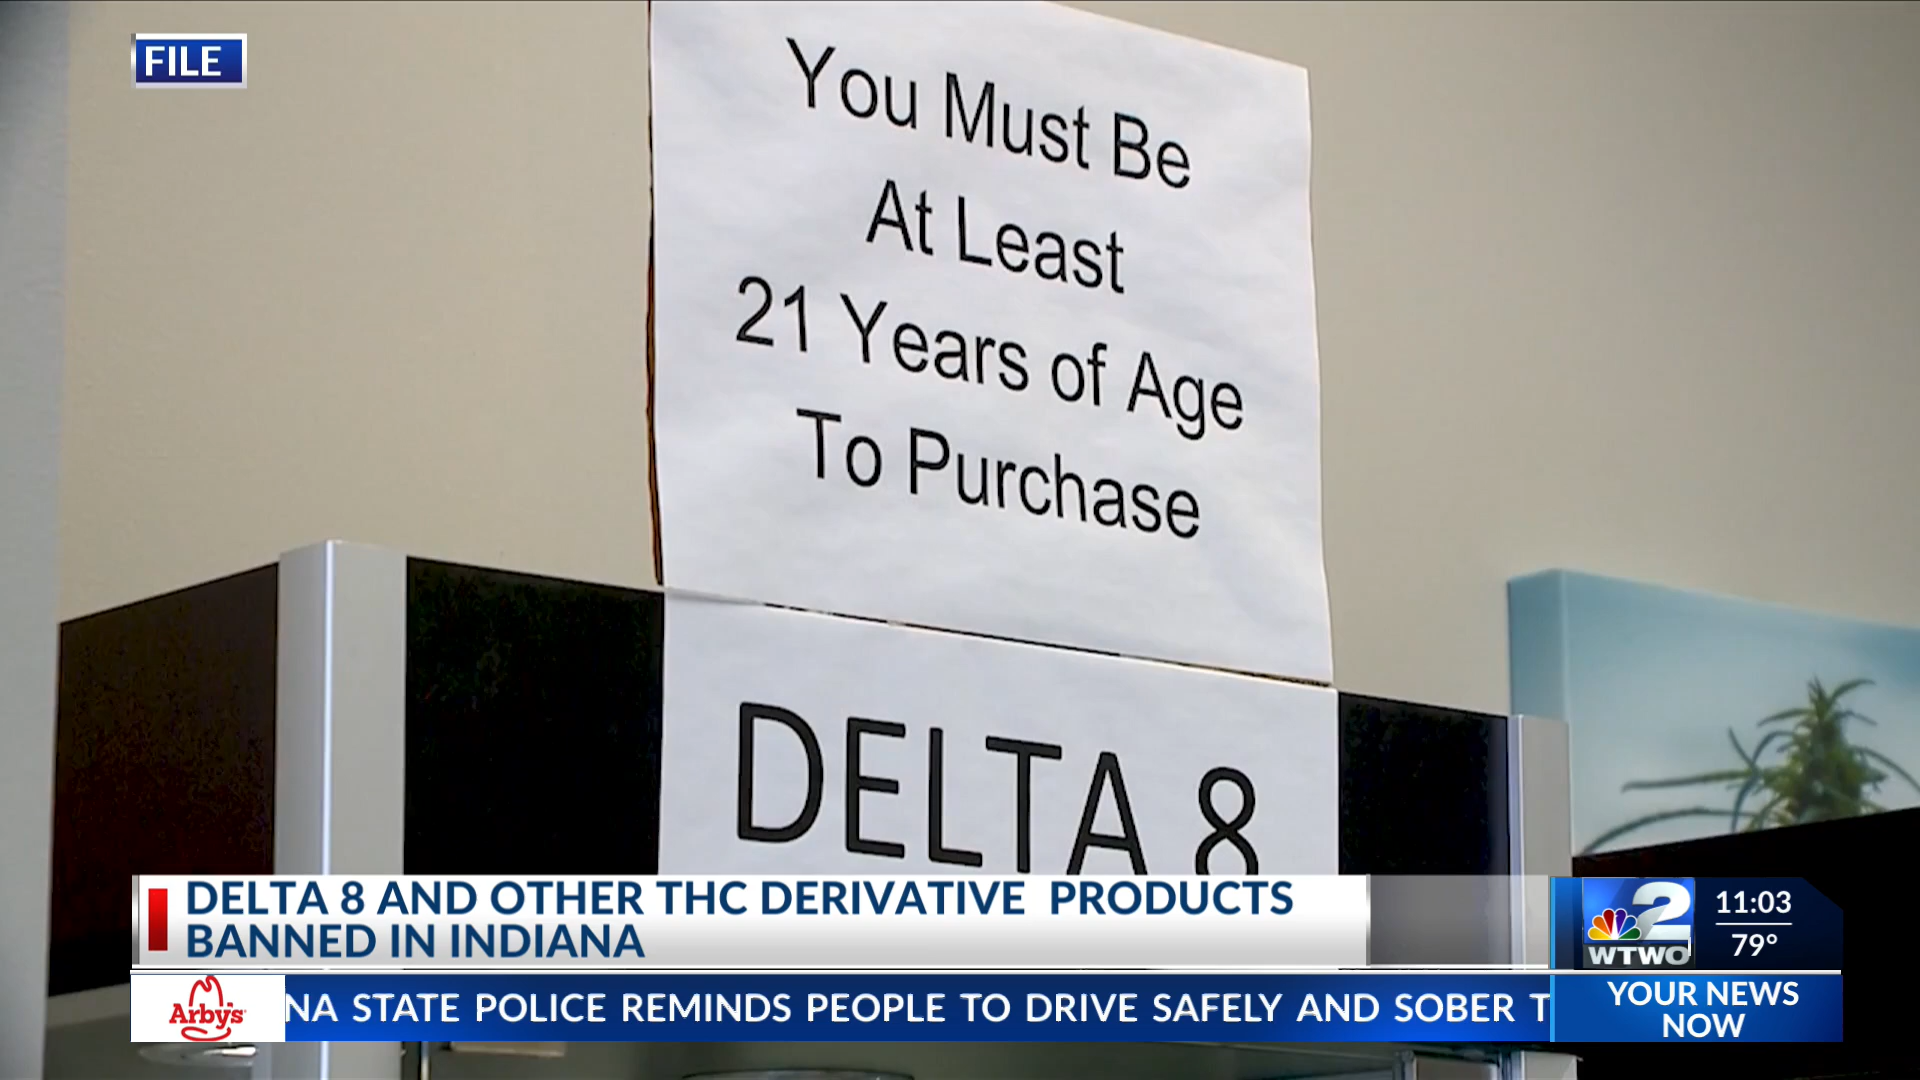 FILE
You Must Be
At Least
21 Years of Age
To Purchase
DELTA 8
DELTA 8 AND OTHER THC DERIVATIVE PRODUCTS
BANNED IN INDIANA
2
WTWO
11:03
79°
Arby's
NA STATE POLICE REMINDS PEOPLE TO DRIVE SAFELY AND SOBER T
YOUR NEWS
NOW